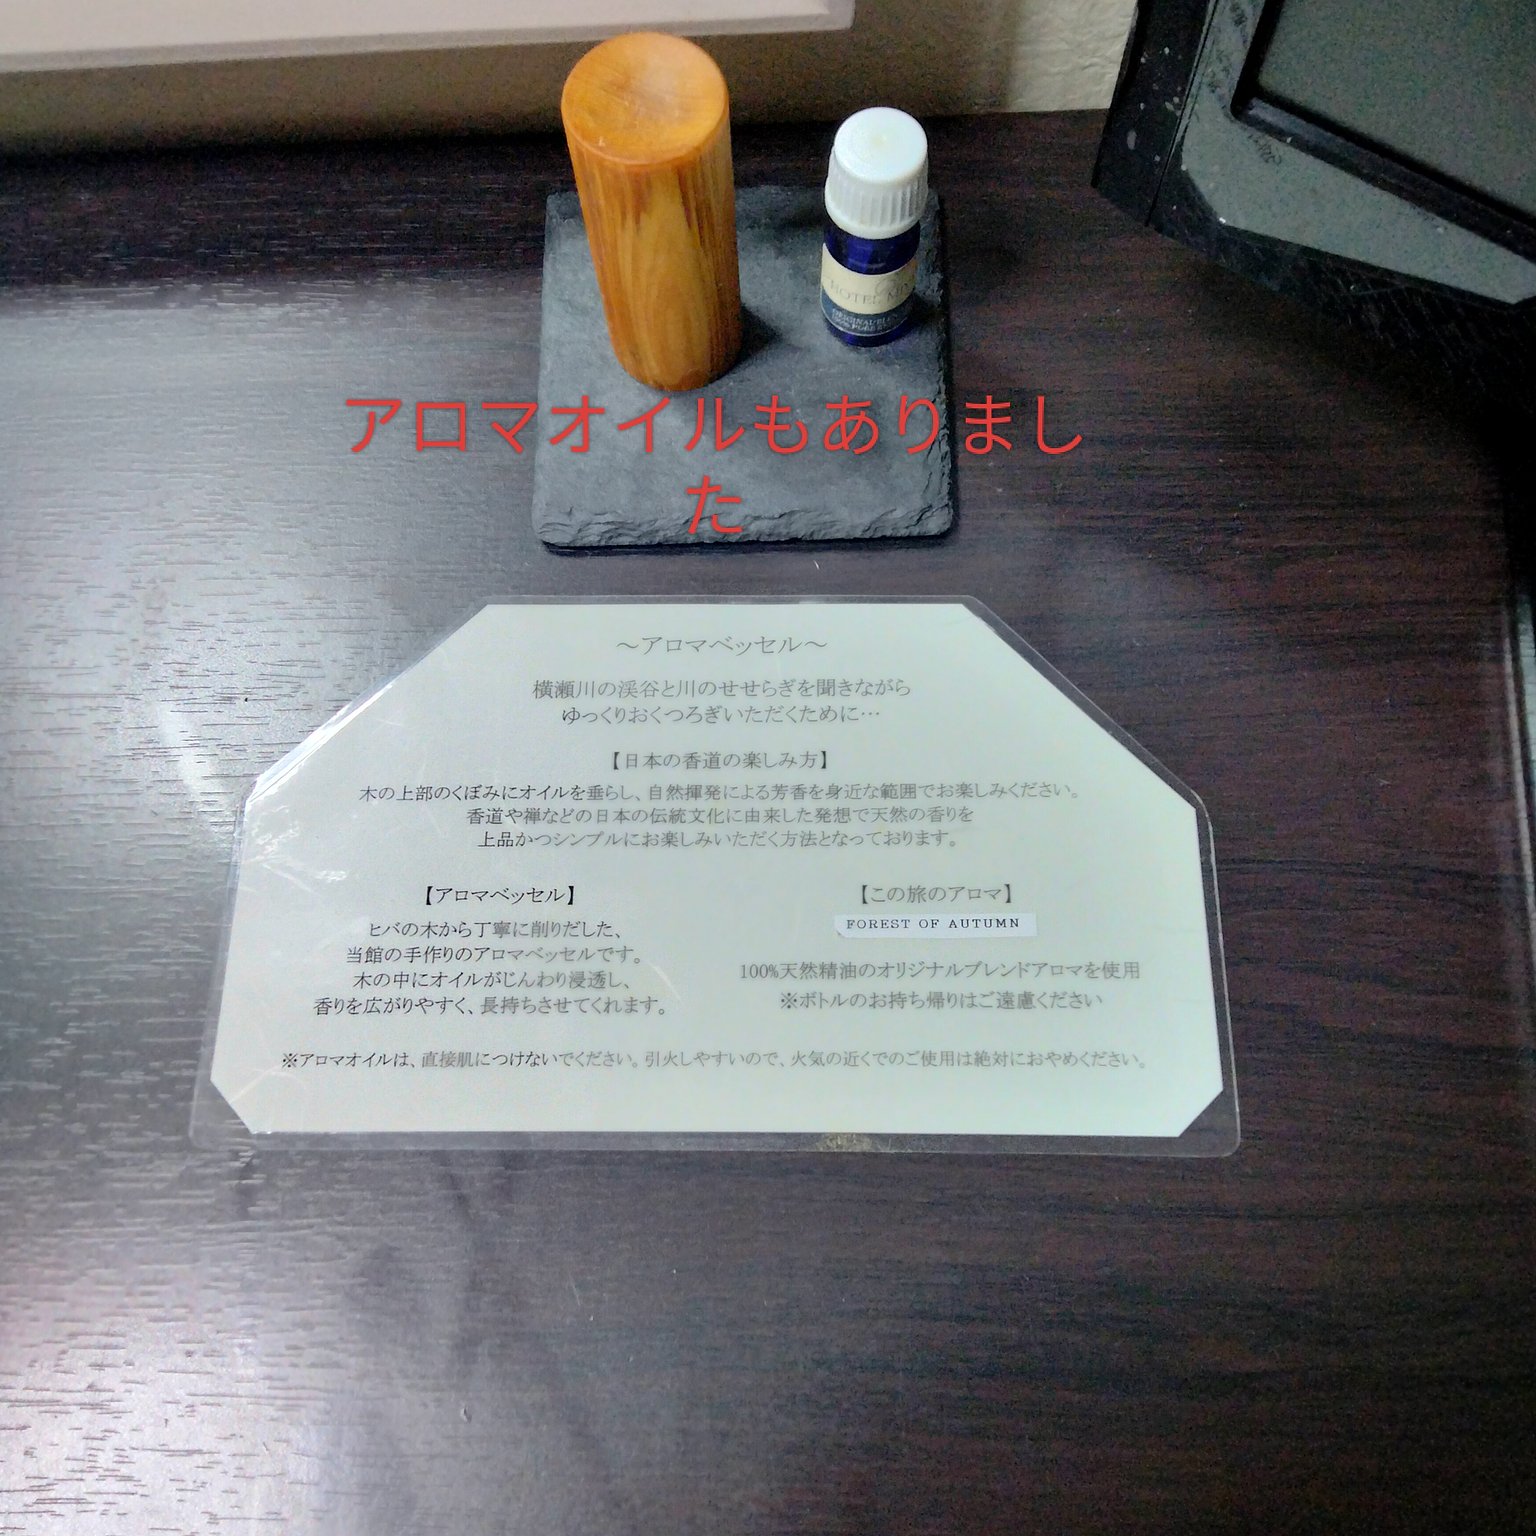 HOTEL MIX
アロマオイルもありまし
た
～アロマベッセル～
横瀬川の渓谷と川のせせらぎを聞きながら
ゆっくりおくつろぎいただくために…
【日本の香道の楽しみ方】
木の上部のくぼみにオイルを垂らし、自然揮発による芳香を身近な範囲でお楽しみください。
香道や禅などの日本の伝統文化に由来した発想で天然の香りを
上品かつシンプルにお楽しみいただく方法となっております。
【アロマベッセル】
ヒバの木から丁寧に削りだした、
当館の手作りのアロマベッセルです。
木の中にオイルがじんわり浸透し、
香りを広がりやすく、長持ちさせてくれます。
【この旅のアロマ】
FOREST OF AUTUMN
100%天然精油のオリジナルブレンドアロマを使用
※ボトルのお持ち帰りはご遠慮ください
※アロマオイルは、直接肌につけないでください。引火しやすいので、火気の近くでのご使用は絶対におやめください。